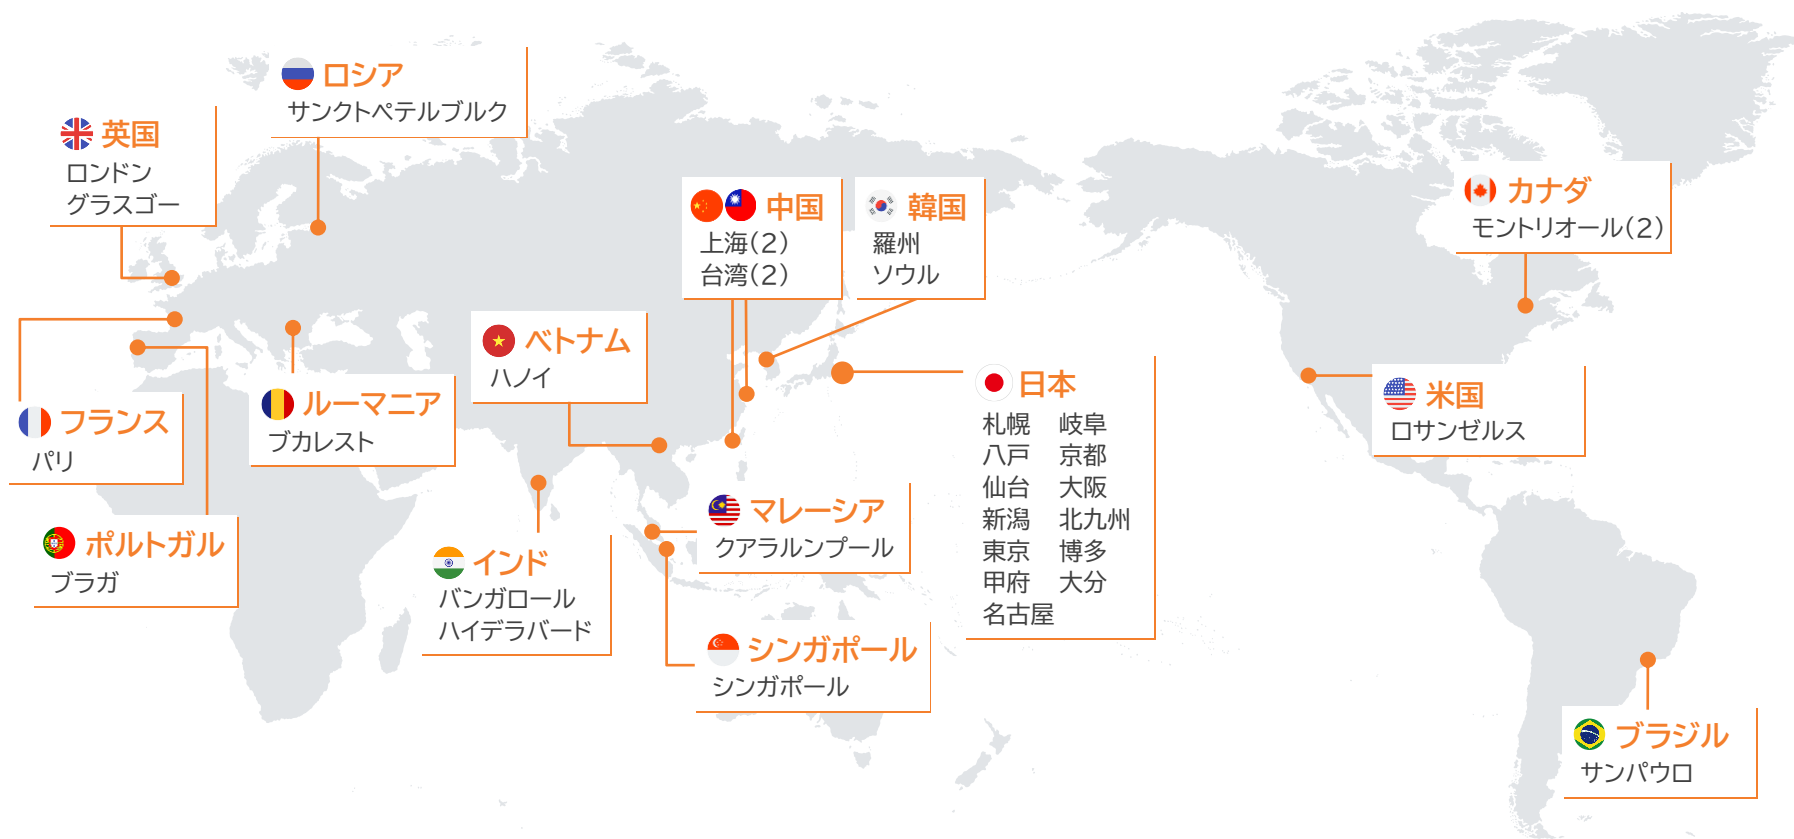 ロシア
サンクトペテルブルク
英国
ロンドン
グラスゴー
中国
上海(2)
台湾(2)
韓国
羅州
ソウル
カナダ
モントリオール(2)
ベトナム
ハノイ
日本
札幌 岐阜
八戸 京都
仙台 大阪
新潟 北九州
東京 博多
甲府 大分
名古屋
米国
ロサンゼルス
フランス
パリ
ルーマニア
ブカレスト
ポルトガル
ブラガ
インド
バンガロール
ハイデラバード
マレーシア
クアラルンプール
シンガポール
シンガポール
ブラジル
サンパウロ